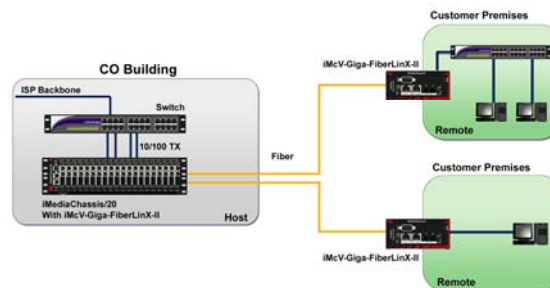 CO Building
ISP Backbone
Switch
10/100 TX
iMediaChassis/20
With iMcV-Giga-FiberLinX-II
Host
Fiber
Customer Premises
iMcV-Giga-FiberLinX-II
Remote
Customer Premises
iMcV-Giga-FiberLinX-II
Remote